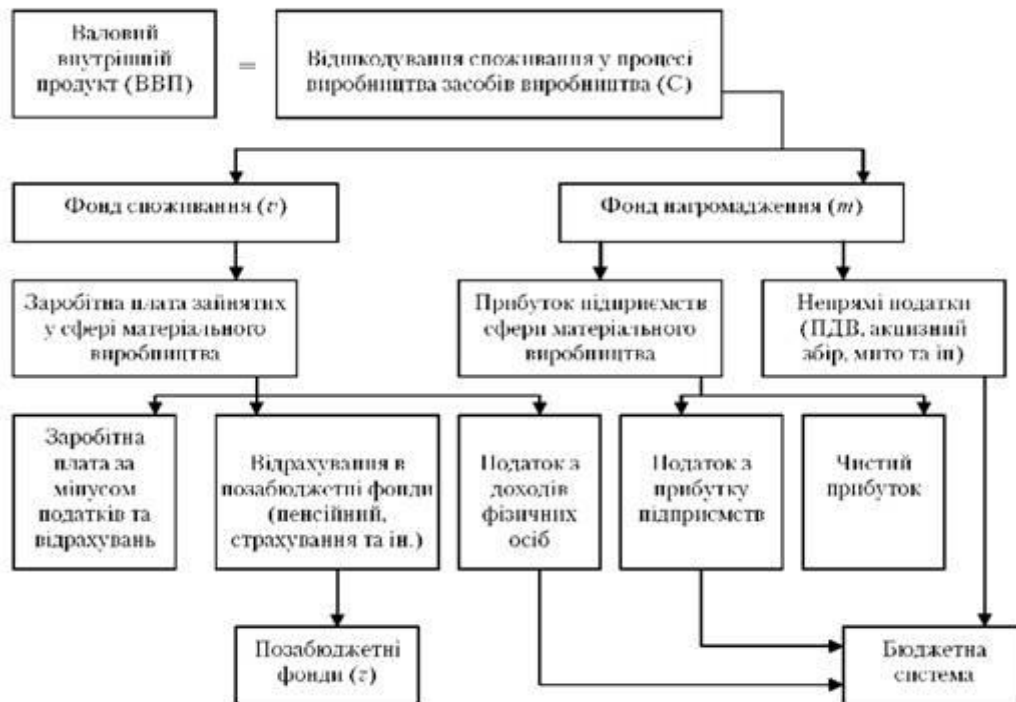 Валовий
внутрішній
продукт (ВВП)
=
Відшкодування споживання у процесі
виробництва засобів виробництва (С)
Фонд споживання (v)
Фонд нагромадження (m)
Заробітна плата зайнятих
у сфері матеріального
виробництва
Прибуток підприємств
сфери матеріального
виробництва
Непрямі податки
(ПДВ, акцизний
збір, мито та ін)
Заробітна
плата за
мінусом
податків та
відрахувань
Відрахування в
позабюджетні фонди
(пенсійний,
страхування та ін.)
Податок з
доходів
фізичних
осіб
Податок з
прибутку
підприємств
Чистий
прибуток
Позабюджетні
фонди (z)
Бюджетна
система